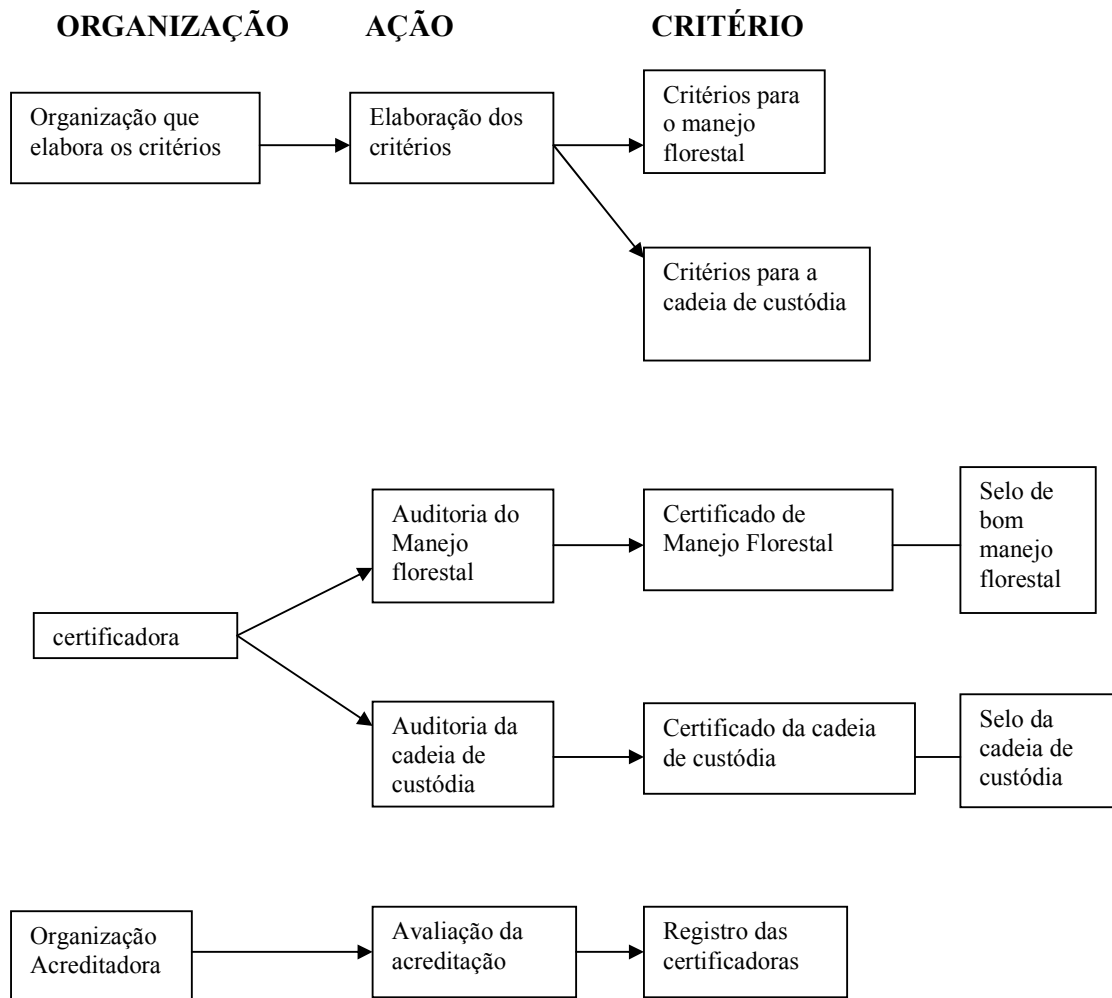 ORGANIZAÇÃO AÇÃO CRITÉRIO
Organização que
elabora os critérios
Elaboração dos
critérios
Critérios para
o manejo
florestal
Critérios para a
cadeia de custódia
certificadora
Auditoria do
Manejo
florestal
Certificado de
Manejo Florestal
Selo de
bom
manejo
florestal
Auditoria da
cadeia de
custódia
Certificado da cadeia
de custódia
Selo da
cadeia de
custódia
Organização
Acreditadora
Avaliação da
acreditação
Registro das
certificadoras